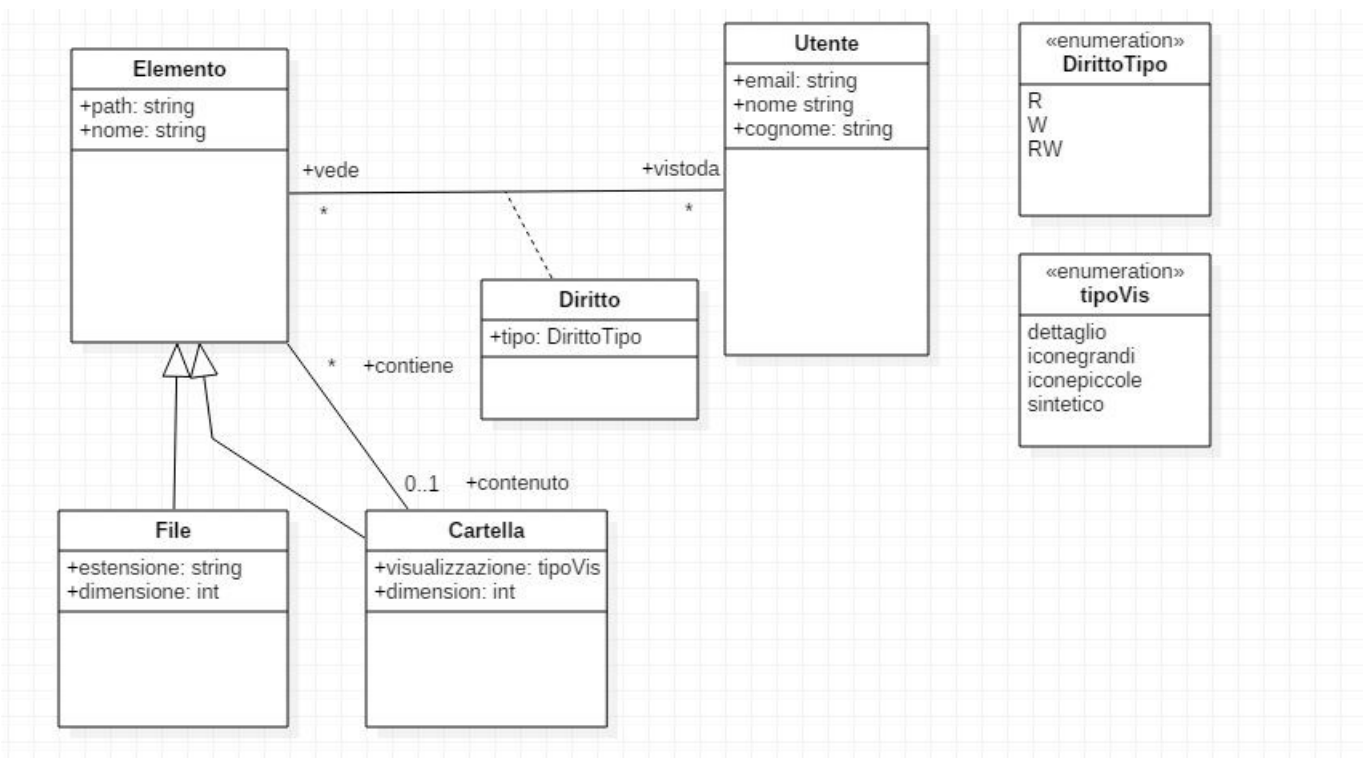 Elemento
+path: string
+nome: string
Utente
+email: string
+nome string
+cognome: string
«enumeration»
DirittoTipo
R
W
RW
+vede
*
+vistoda
*
Diritto
+tipo: DirittoTipo
«enumeration»
tipoVis
dettaglio
iconegrandi
iconepiccole
sintetico
* +contiene
0..1 +contenuto
File
+estensione: string
+dimensione: int
Cartella
+visualizzazione: tipoVis
+dimension: int